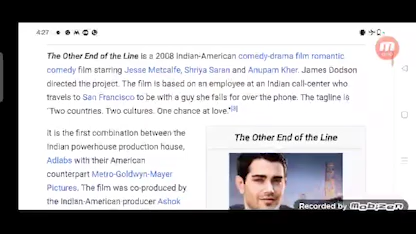 4:27
The Other End of the Line is a 2008 Indian-American comedy-drama film romantic
comedy film starring Jesse Metcalfe, Shriya Saran and Anupam Kher. James Dodson
directed the project. The film is based on an employee at an Indian call-center who
travels to San Francisco to be with a guy she falls for over the phone. The tagline is
"Two countries. Two cultures. One chance at love."[3]
It is the first combination between the
Indian powerhouse production house,
Adlabs with their American
counterpart Metro-Goldwyn-Mayer
Pictures. The film was co-produced by
the Indian-American producer Ashok
The Other End of the Line
Recorded by Mobizen